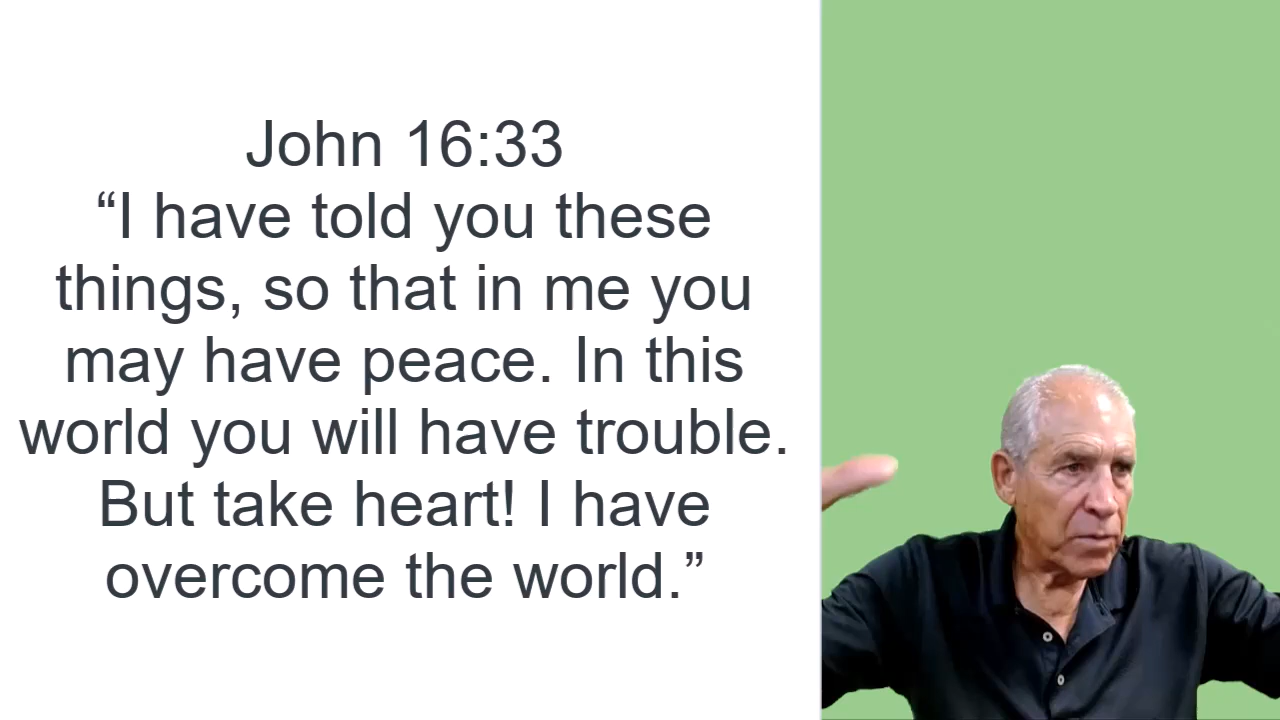 John 16:33
“I have told you these
things, so that in me you
may have peace. In this
world you will have trouble.
But take heart! I have
overcome the world.”